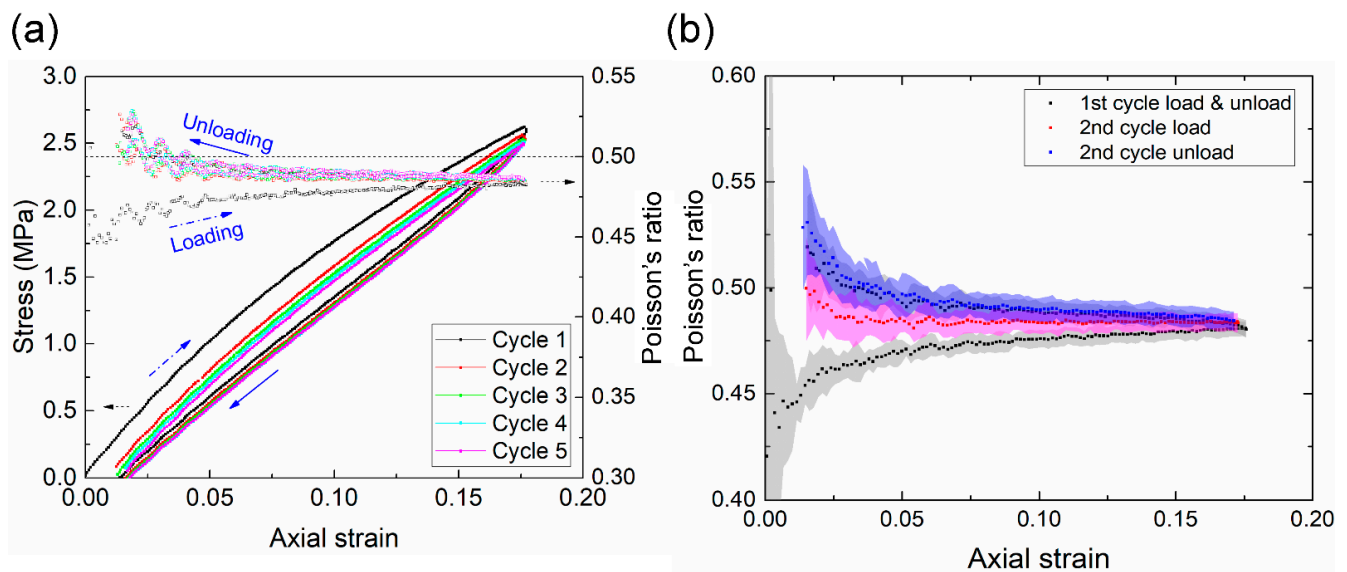 (a)
3.0
2.5
2.0
1.5
1.0
0.5
0.0
Stress (MPa)
Unloading
Loading
Cycle 1
Cycle 2
Cycle 3
Cycle 4
Cycle 5
0.55
0.50
0.45
0.40
0.35
0.30
Poisson's ratio
0.00
0.05
0.10
0.15
0.20
Axial strain
(b)
0.60
0.55
0.50
0.45
0.40
Poisson's ratio
1st cycle load & unload
2nd cycle load
2nd cycle unload
0.00
0.05
0.10
0.15
0.20
Axial strain